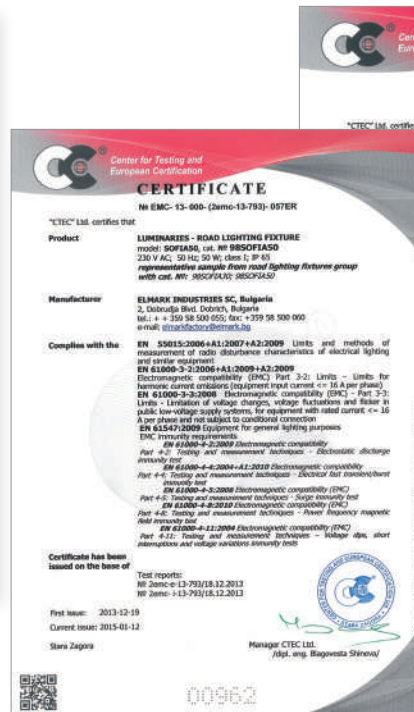 Cen
Eur
"CTEC" Ltd. certifie
Center for Testing and
European Certification
CERTIFICATE
№ EMC- 13- 000- (2emc-13-793)- 057ER
"CTEC" Ltd. certifies that
Product
LUMINARIES - ROAD LIGHTING FIXTURE
model: SOFIA50, cat. № 98SOFIA50
230 V AC; 50 Hz; 50 W; class I; IP 65
representative sample from road lighting fixtures group
with cat. №: 98SOFIA20; 98SOFIA50
Manufacturer
ELMARK INDUSTRIES SC, Bulgaria
2, Dobrudja Blvd. Dobrich, Bulgaria
tel.: + + 359 58 500 055; fax: +359 58 500 060
e-mail: elmarkfactory@elmark.bg
Complies with the
EN 55015:2006+A1:2007+A2:2009 Limits and methods of
measurement of radio disturbance characteristics of electrical lighting
and similar equipment
EN 61000-3-2:2006+A1:2009+A2:2009
Electromagnetic compatibility (EMC) Part 3-2: Limits - Limits for
harmonic current emissions (equipment input current <= 16 A per phase)
EN 61000-3-3:2008 Electromagnetic compatibility (EMC) - Part 3-3:
Limits - Limitation of voltage changes, voltage fluctuations and flicker in
public low-voltage supply systems, for equipment with rated current <= 16
A per phase and not subject to conditional connection
EN 61547:2009 Equipment for general lighting purposes
EMC immunity requirements
EN 61000-4-2:2009 Electromagnetic compatibility
Part 4-2: Testing and measurement techniques - Electrostatic discharge
immunity test
EN 61000-4-4:2004+A1:2010 Electromagnetic compatibility
Part 4-4: Testing and measurement techniques - Electrical fast transient/burst
immunity test
EN 61000-4-5:2006 Electromagnetic compatibility (EMC)
Part 4-5: Testing and measurement techniques - Surge immunity test
EN 61000-4-8:2010 Electromagnetic compatibility (EMC)
Part 4-8: Testing and measurement techniques - Power frequency magnetic
field immunity test
EN 61000-4-11:2004 Electromagnetic compatibility (EMC)
Part 4-11: Testing and measurement techniques - Voltage dips, short
interruptions and voltage variations immunity tests
Certificate has been
issued on the base of
Test reports:
№ 2emc-e-13-793/18.12.2013
№ 2emc- i-13-793/18.12.2013
First issue: 2013-12-19
Current issue: 2015-01-12
Stara Zagora
Manager CTEC Ltd.
/dipl. eng. Blagovesta Shineva/
00962